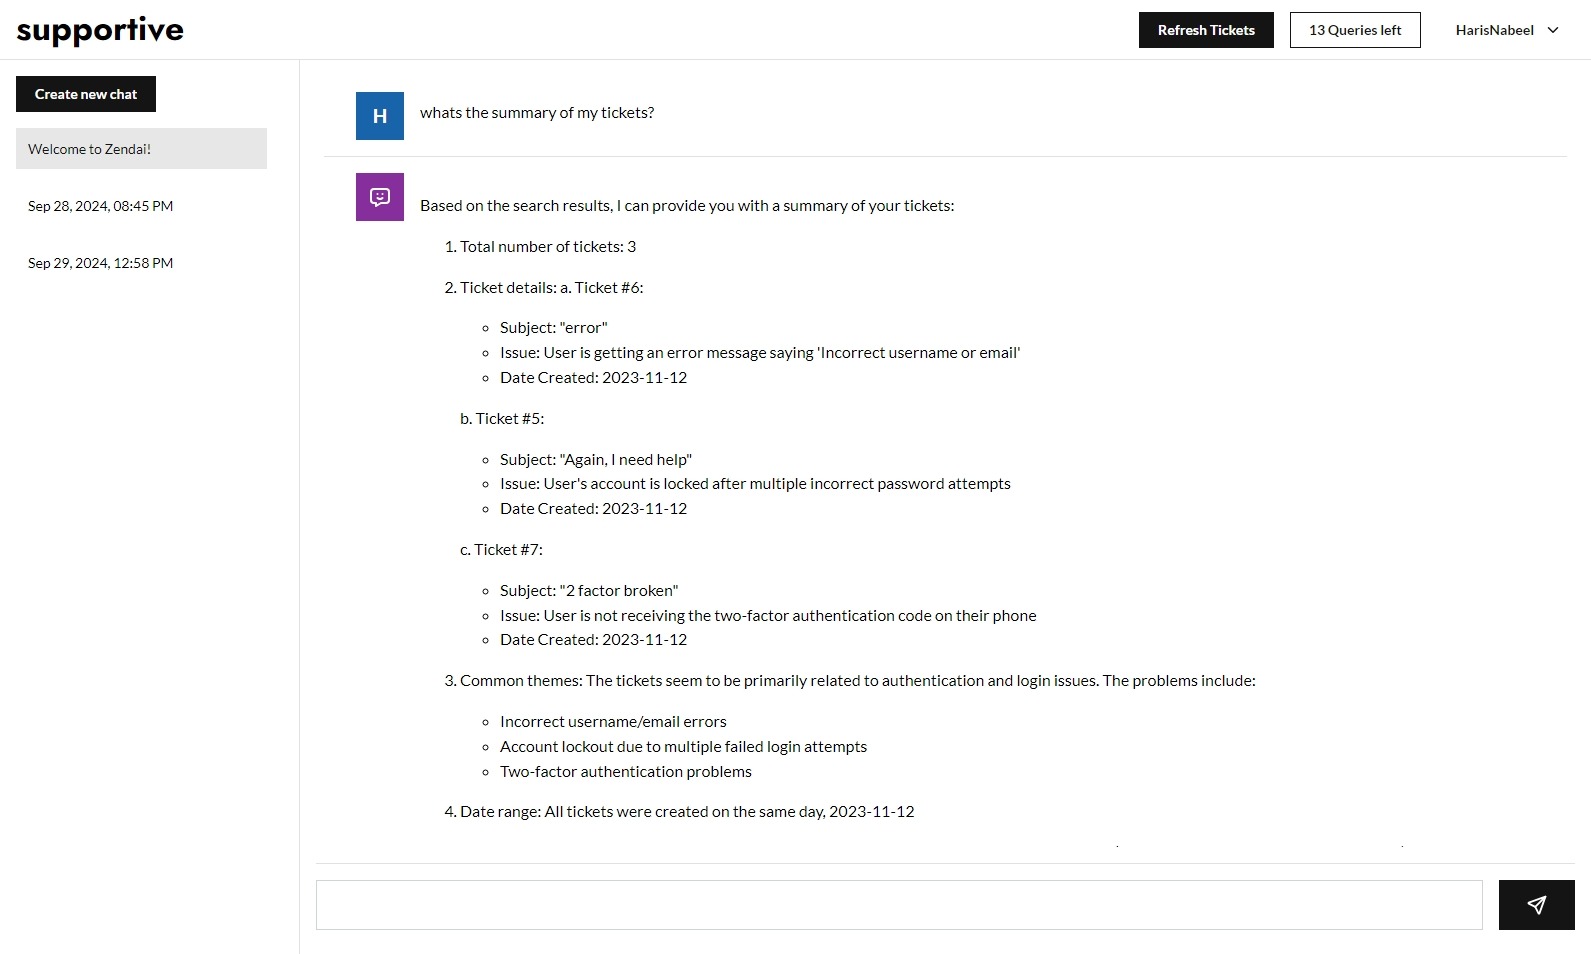 supportive
Refresh Tickets
13 Queries left
HarisNabeel
Create new chat
Welcome to Zendai!
Sep 28, 2024, 08:45 PM
Sep 29, 2024, 12:58 PM
H
whats the summary of my tickets?
Based on the search results, I can provide you with a summary of your tickets:
1. Total number of tickets: 3
2. Ticket details: a. Ticket #6:
◦ Subject: "error"
◦ Issue: User is getting an error message saying 'Incorrect username or email'
◦ Date Created: 2023-11-12
b. Ticket #5:
◦ Subject: "Again, I need help"
◦ Issue: User's account is locked after multiple incorrect password attempts
◦ Date Created: 2023-11-12
c. Ticket #7:
◦ Subject: "2 factor broken"
◦ Issue: User is not receiving the two-factor authentication code on their phone
◦ Date Created: 2023-11-12
3. Common themes: The tickets seem to be primarily related to authentication and login issues. The problems include:
◦ Incorrect username/email errors
◦ Account lockout due to multiple failed login attempts
◦ Two-factor authentication problems
4. Date range: All tickets were created on the same day, 2023-11-12